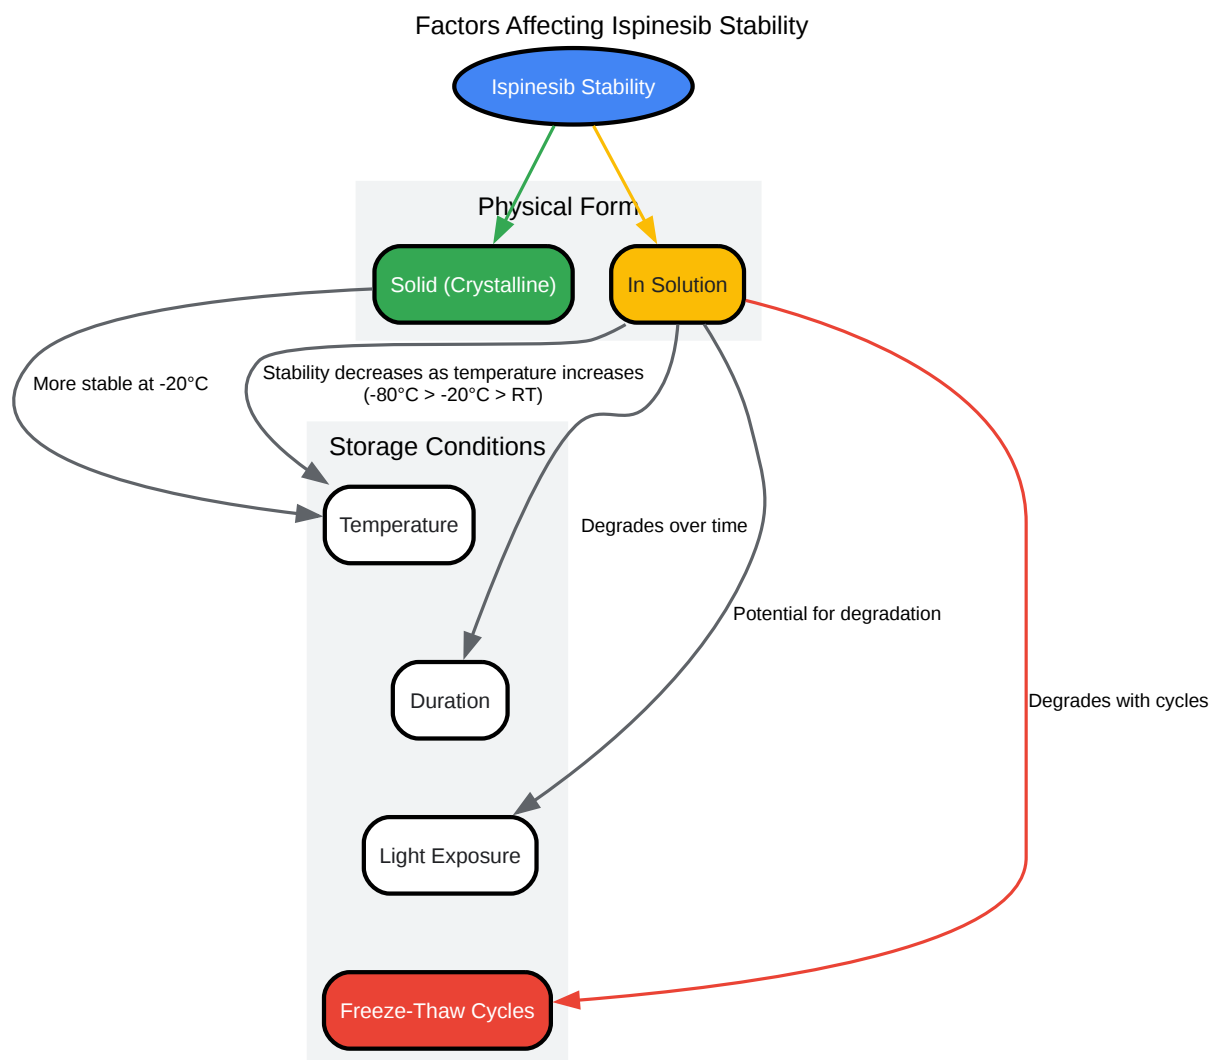 Factors Affecting Ispinesib Stability
Ispinesib Stability
Physical Form
Solid (Crystalline)
In Solution
More stable at -20°C
Stability decreases as temperature increases
(-80°C > -20°C > RT)
Storage Conditions
Temperature
Degrades over time
Potential for degradation
Duration
Degrades with cycles
Light Exposure
Freeze-Thaw Cycles